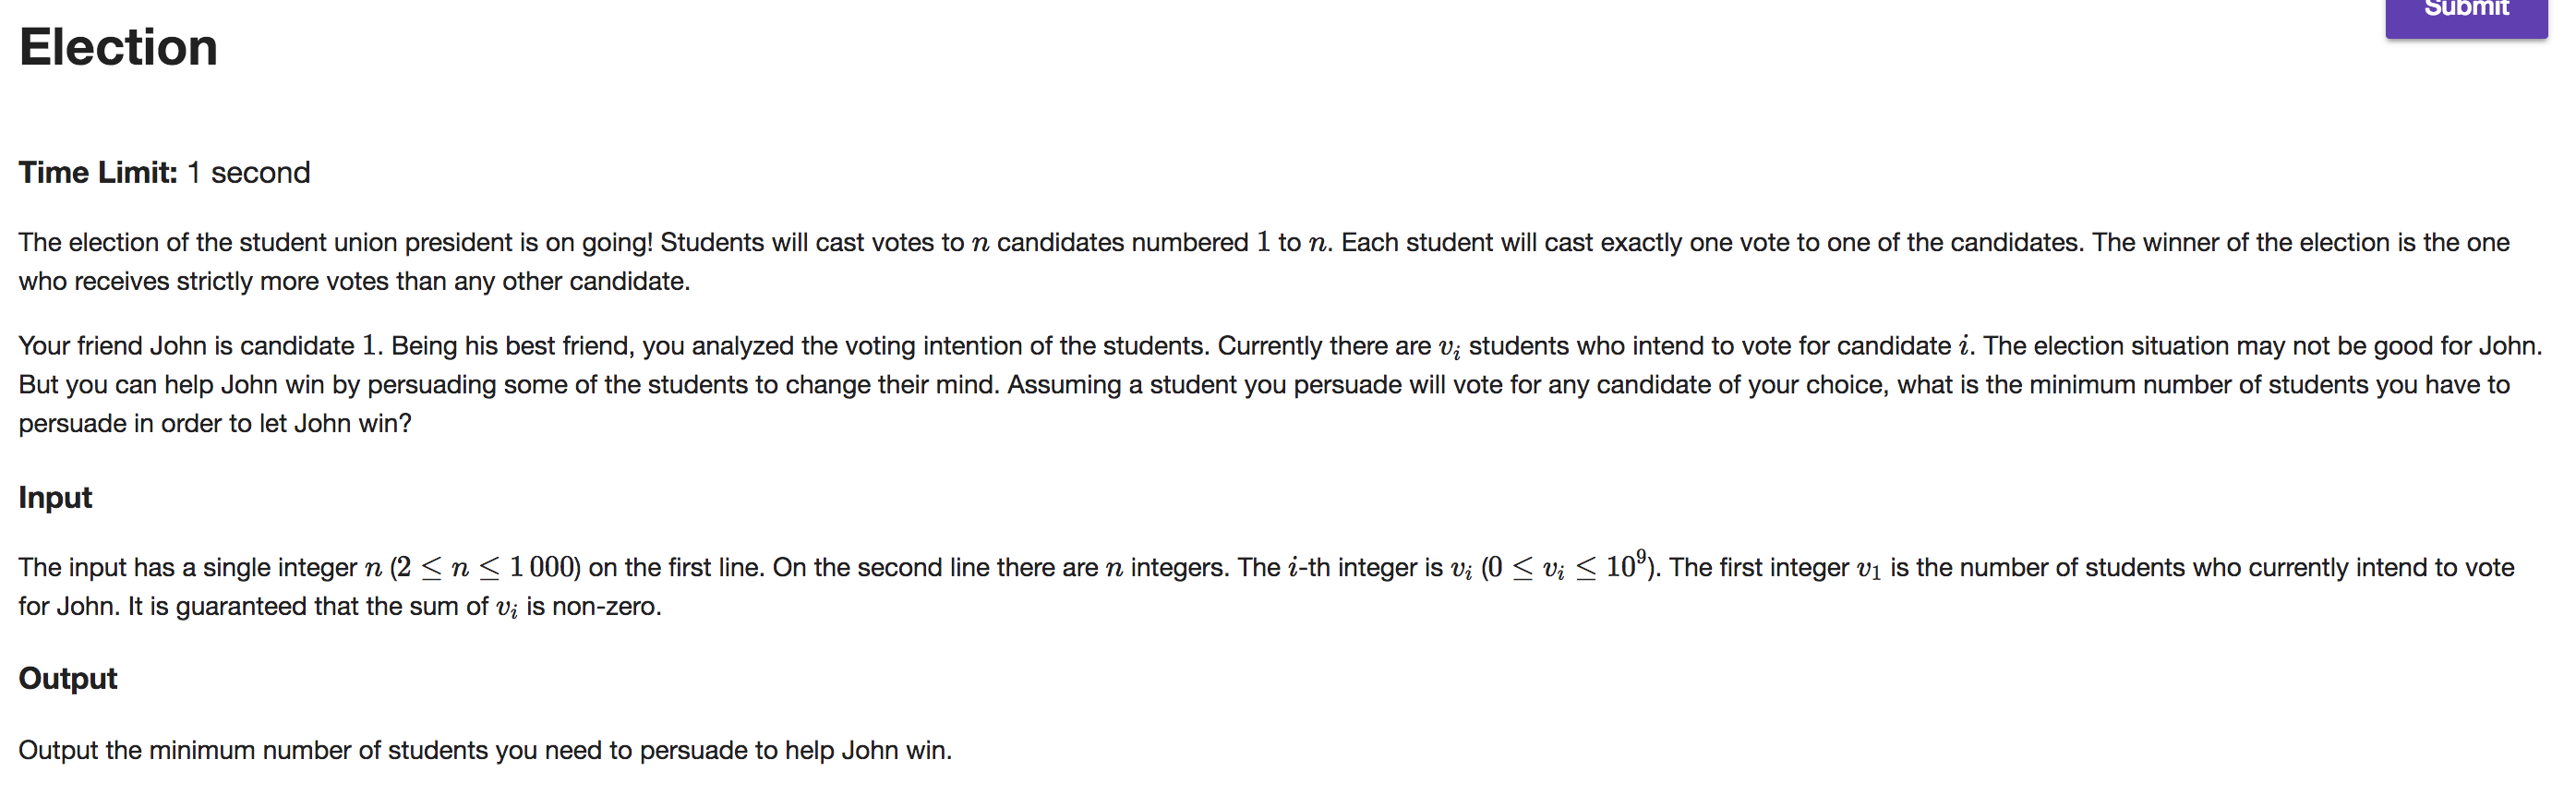 Submit
Election
Time Limit: 1 second
The election of the student union president is on going! Students will cast votes to n candidates numbered 1 to n. Each student will cast exactly one vote to one of the candidates. The winner of the election is the one
who receives strictly more votes than any other candidate.
Your friend John is candidate 1. Being his best friend, you analyzed the voting intention of the students. Currently there are v_i students who intend to vote for candidate i. The election situation may not be good for John.
But you can help John win by persuading some of the students to change their mind. Assuming a student you persuade will vote for any candidate of your choice, what is the minimum number of students you have to
persuade in order to let John win?
Input
The input has a single integer n (2 ≤ n ≤ 1 000) on the first line. On the second line there are n integers. The i-th integer is v_i (0 ≤ v_i ≤ 10^9). The first integer v_1 is the number of students who currently intend to vote
for John. It is guaranteed that the sum of v_i is non-zero.
Output
Output the minimum number of students you need to persuade to help John win.